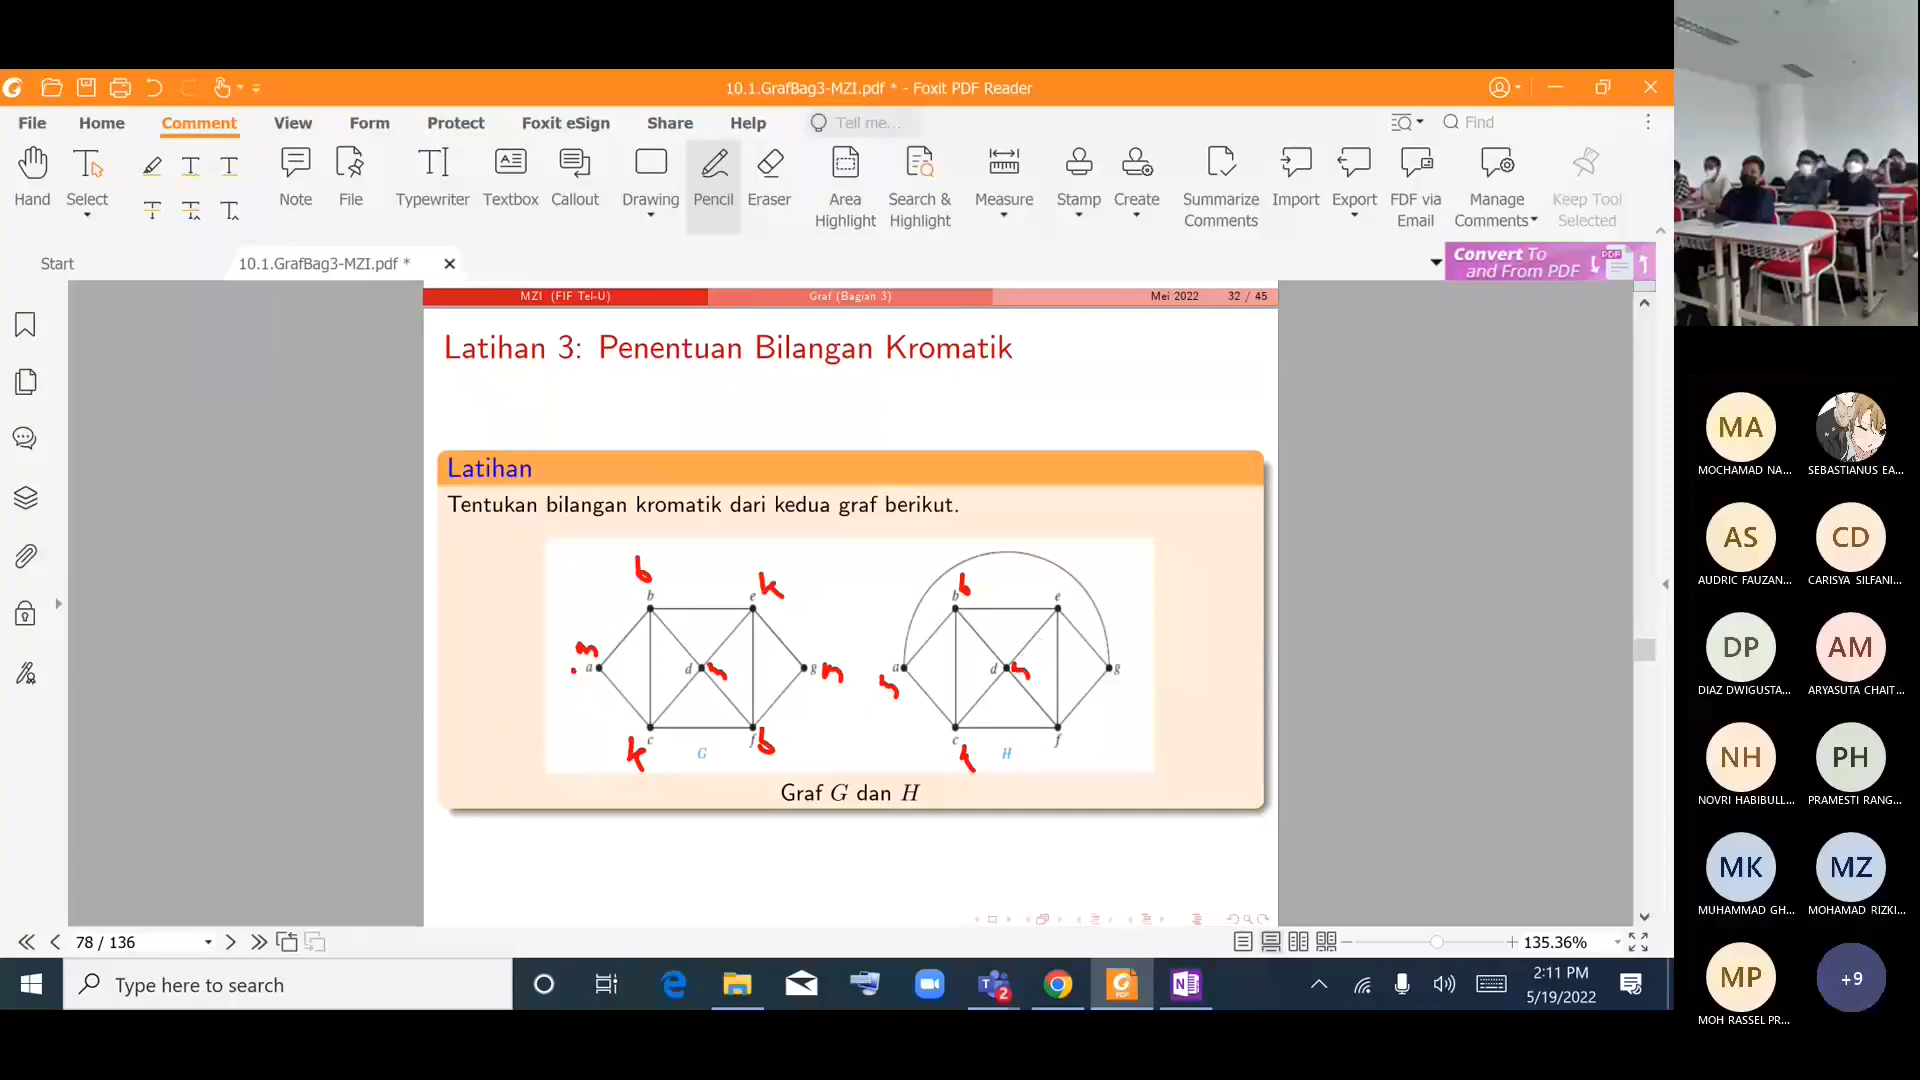 10.1.GrafBag3-MZI.pdf * - Foxit PDF Reader
File Home Comment View Form Protect Foxit eSign Share Help Tell me... Find
Hand Select Note File Typewriter Textbox Callout Drawing Pencil Eraser Area Highlight Search & Highlight Measure Stamp Create Summarize Comments Import Export FDF via Email Manage Comments Keep Tool Selected
Start 10.1.GrafBag3-MZI.pdf *
Convert To
and From PDF
PDF
MZI (FIF Tel-U) Graf (Bagian 3) Mei 2022 32 / 45
Latihan 3: Penentuan Bilangan Kromatik
Latihan
Tentukan bilangan kromatik dari kedua graf berikut.
b k b
b e b e
m
a d g m a d g
c f c f
k b
G H
Graf G dan H
78 / 136 135.36%
Type here to search
2
PDF
N
2:11 PM
5/19/2022
MA
MOCHAMAD NA... SEBASTIANUS EA...
AS CD
AUDRIC FAUZAN... CARISYA SILFANI...
DP AM
DIAZ DWIGUSTA... ARYASUTA CHAIT...
NH PH
NOVRI HABIBULL... PRAMESTI RANG...
MK MZ
MUHAMMAD GH... MOHAMAD RIZKI...
MP +9
MOH RASSEL PR...